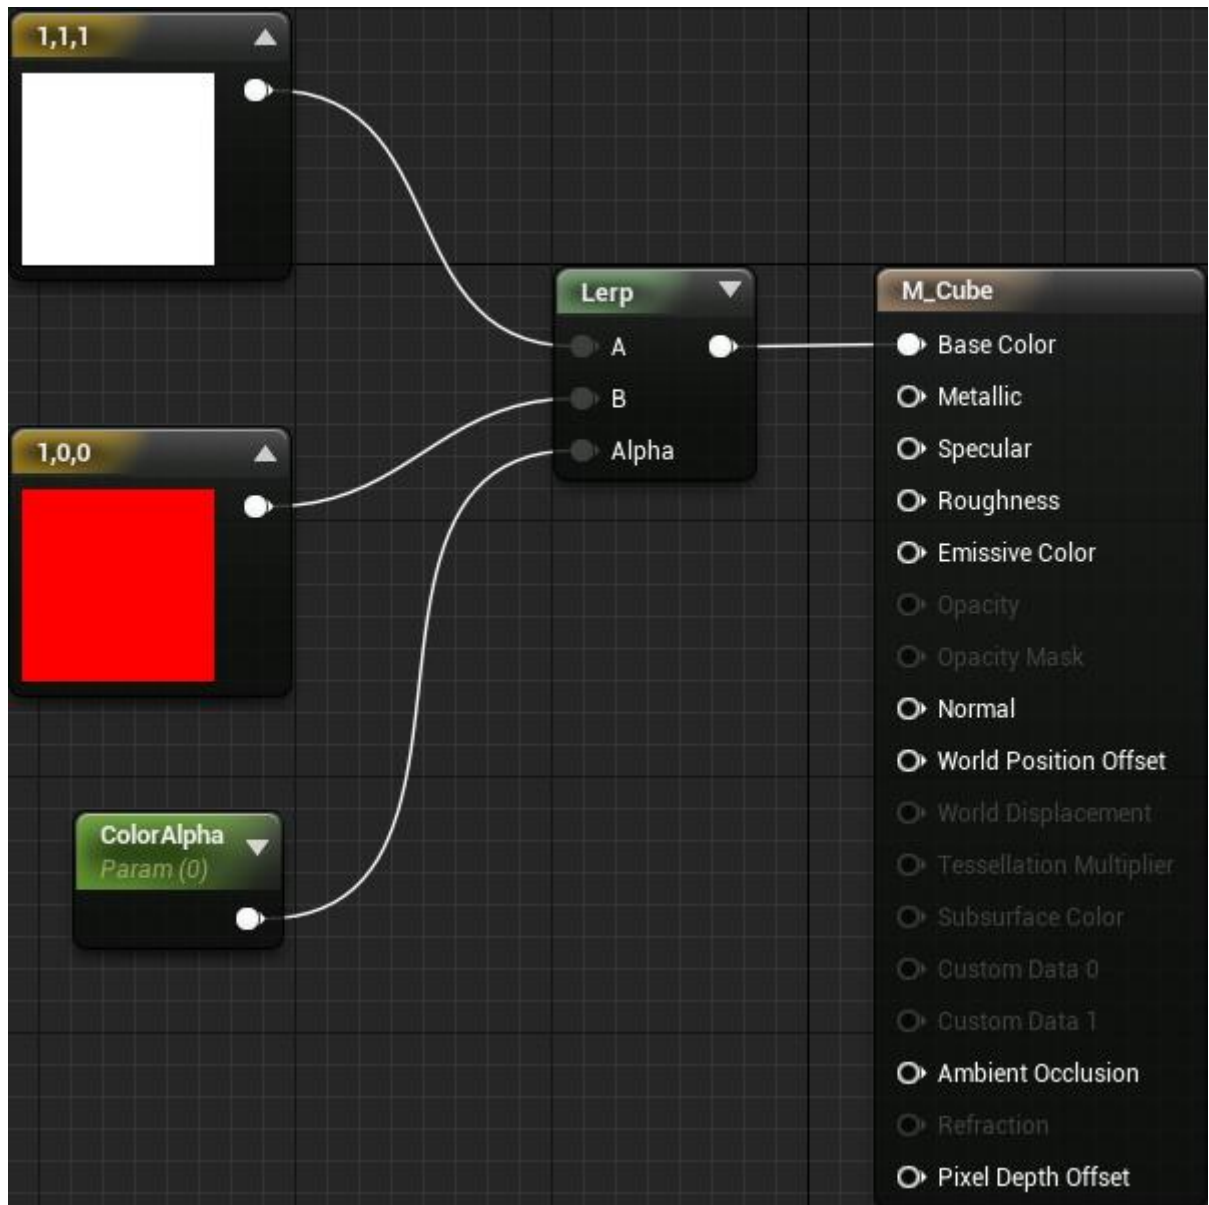 1,1,1
Lerp
A
B
Alpha
1,0,0
ColorAlpha
Param (0)
M_Cube
Base Color
Metallic
Specular
Roughness
Emissive Color
Opacity
Opacity Mask
Normal
World Position Offset
World Displacement
Tessellation Multiplier
Subsurface Color
Custom Data 0
Custom Data 1
Ambient Occlusion
Refraction
Pixel Depth Offset